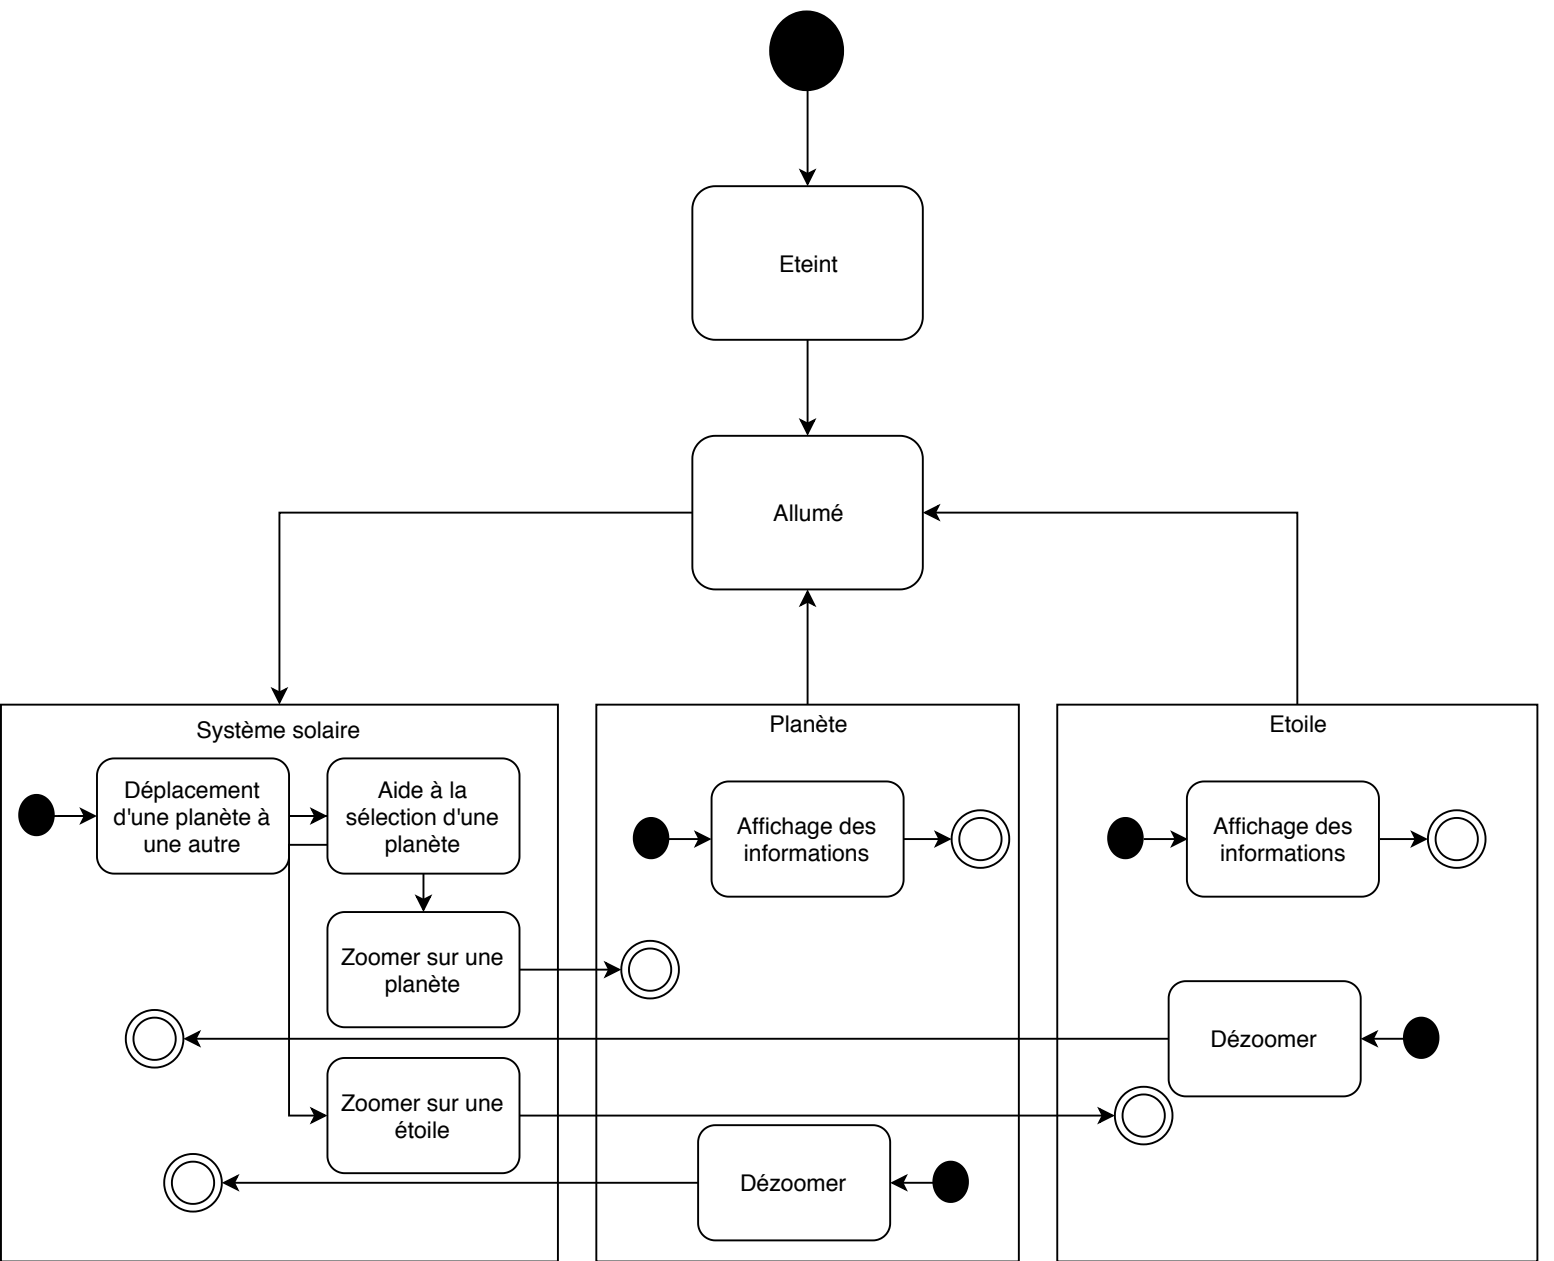 Eteint
Allumé
Système solaire
Déplacement
d'une planète à
une autre
Aide à la
sélection d'une
planète
Zoomer sur une
planète
Zoomer sur une
étoile
Planète
Affichage des
informations
Dézoomer
Etoile
Affichage des
informations
Dézoomer